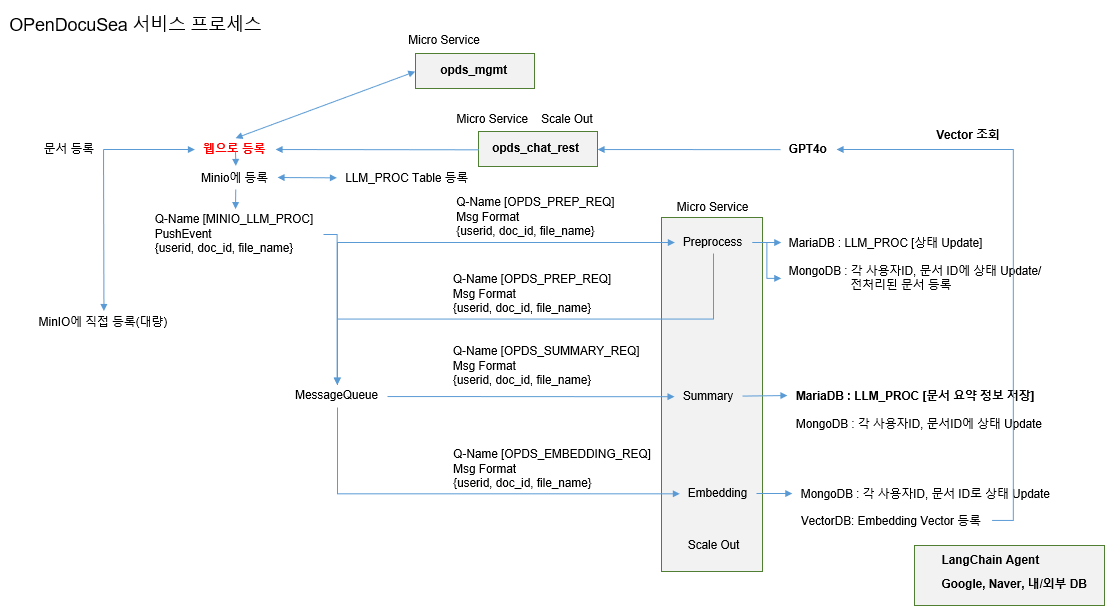 OPenDocuSea 서비스 프로세스
Micro Service
opds_mgmt
Micro Service Scale Out
opds_chat_rest
문서 등록
웹으로 등록
GPT4o
Vector 조회
Minio에 등록
LLM_PROC Table 등록
Q-Name [MINIO_LLM_PROC]
PushEvent
{userid, doc_id, file_name}
Q-Name [OPDS_PREP_REQ]
Msg Format
{userid, doc_id, file_name}
Micro Service
Preprocess
MariaDB : LLM_PROC [상태 Update]
MongoDB : 각 사용자ID, 문서 ID에 상태 Update/
전처리된 문서 등록
Q-Name [OPDS_PREP_REQ]
Msg Format
{userid, doc_id, file_name}
MinIO에 직접 등록(대량)
Q-Name [OPDS_SUMMARY_REQ]
Msg Format
{userid, doc_id, file_name}
MessageQueue
Summary
MariaDB : LLM_PROC [문서 요약 정보 저장]
MongoDB : 각 사용자ID, 문서ID에 상태 Update
Q-Name [OPDS_EMBEDDING_REQ]
Msg Format
{userid, doc_id, file_name}
Embedding
MongoDB : 각 사용자ID, 문서 ID로 상태 Update
VectorDB: Embedding Vector 등록
Scale Out
LangChain Agent
Google, Naver, 내/외부 DB